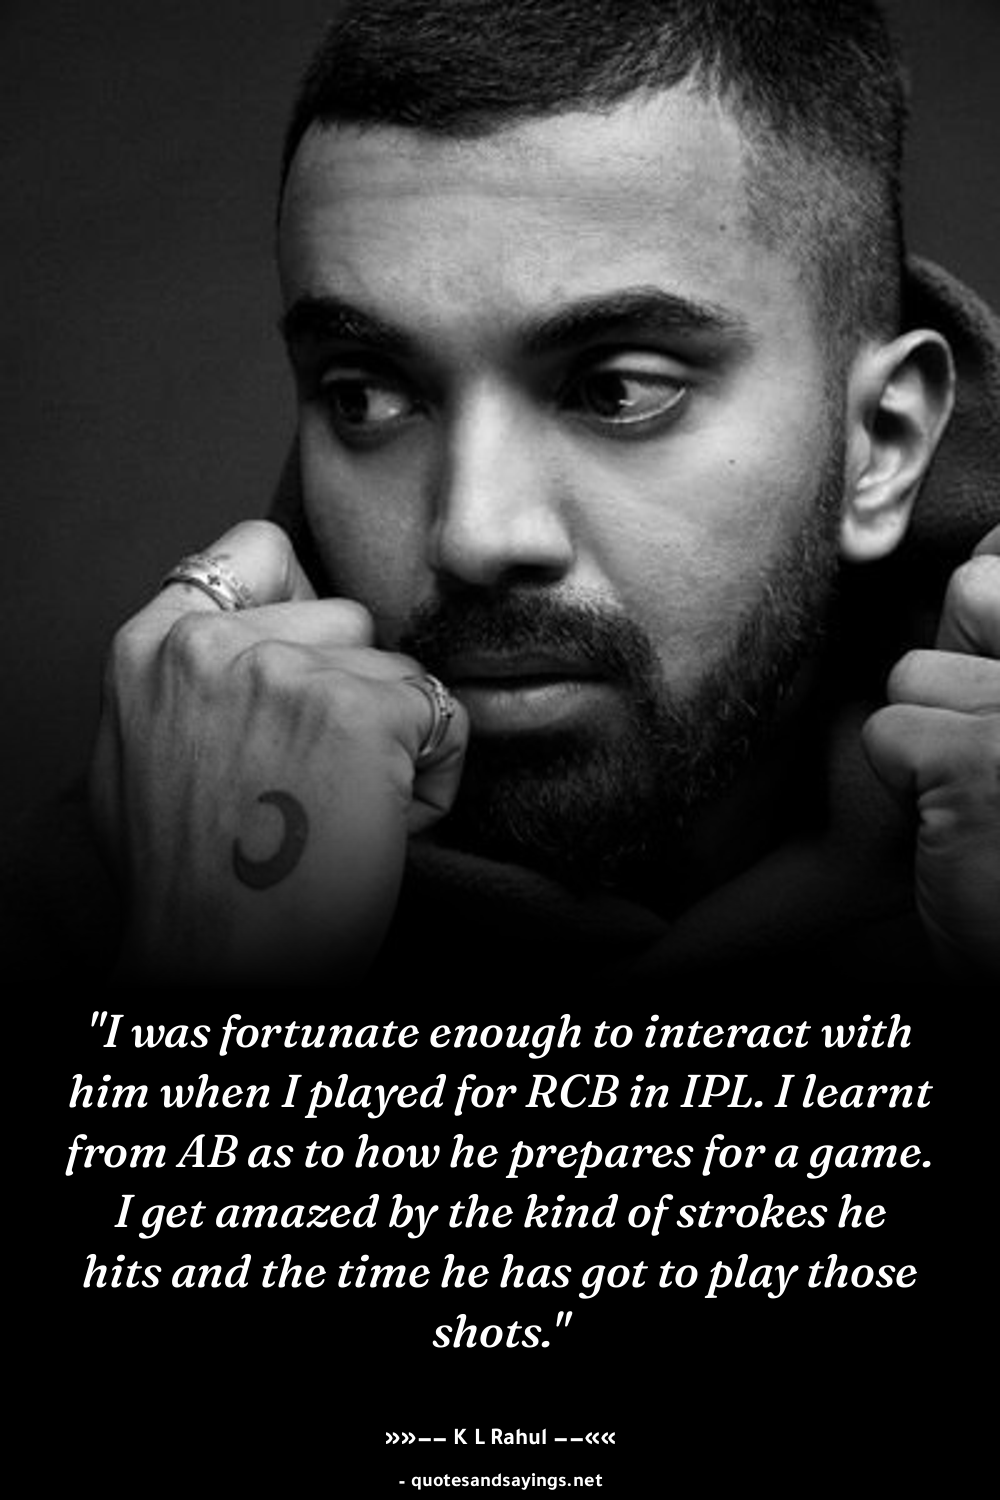 "I was fortunate enough to interact with
him when I played for RCB in IPL. I learnt
from AB as to how he prepares for a game.
I get amazed by the kind of strokes he
hits and the time he has got to play those
shots."
»»–– K L Rahul ––««
- quotesandsayings.net